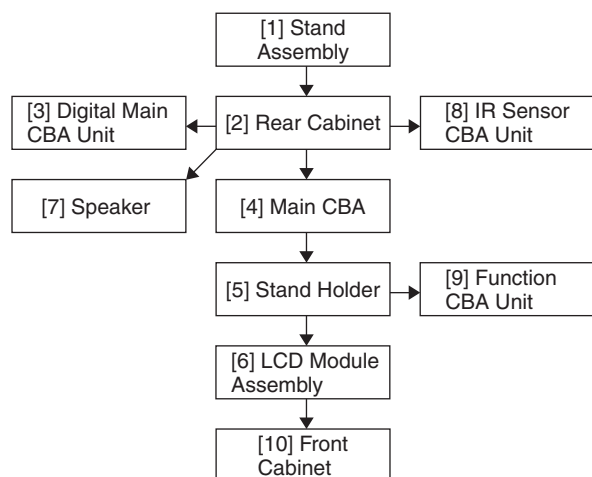 [1] Stand
Assembly
[3] Digital Main
CBA Unit
[2] Rear Cabinet
[8] IR Sensor
CBA Unit
[7] Speaker
[4] Main CBA
[5] Stand Holder
[9] Function
CBA Unit
[6] LCD Module
Assembly
[10] Front
Cabinet